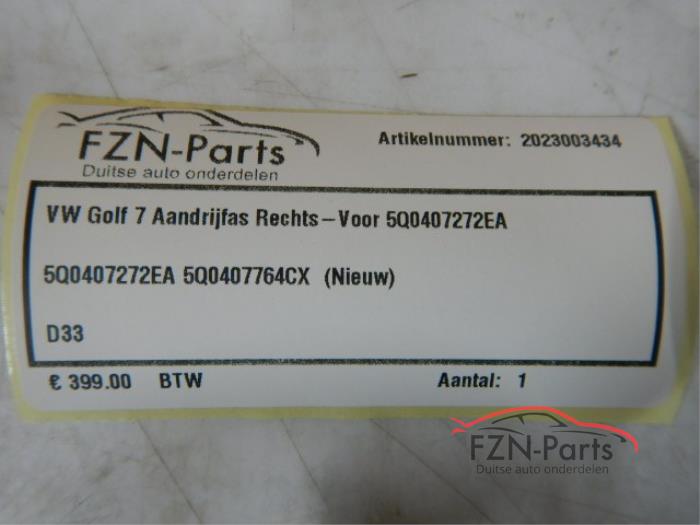 FZN-Parts
Duitse auto onderdelen
Artikelnummer: 2023003434
VW Golf 7 Aandrijfas Rechts-Voor 5Q0407272EA
5Q0407272EA 5Q0407764CX (Nieuw)
D33
€ 399.00 BTW
Aantal: 1
FZN-Parts
Duitse auto onderdelen